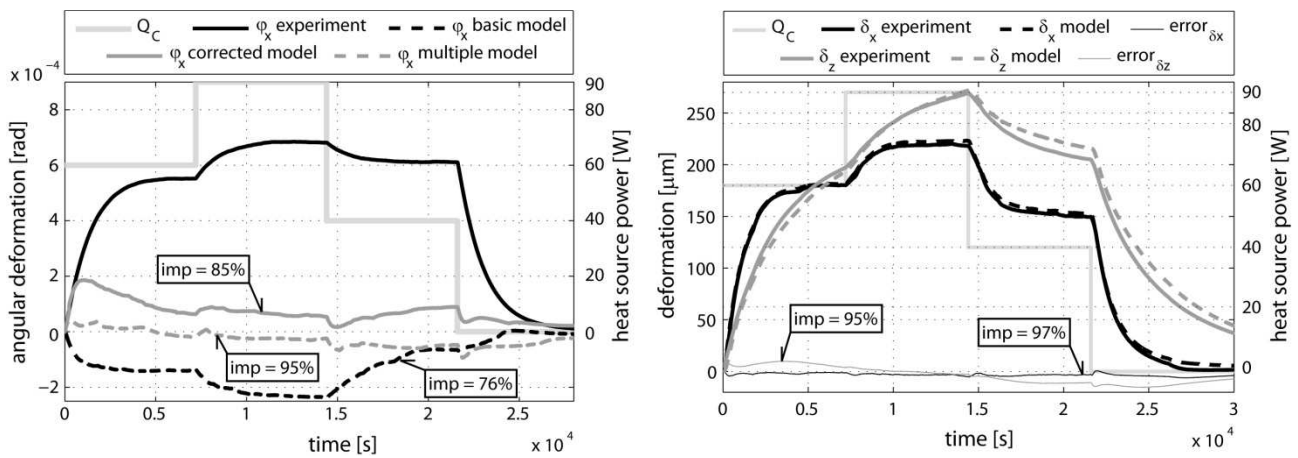 Q_C φ_x experiment φ_x basic model
φ_x corrected model φ_x multiple model
x 10⁻⁴
angular deformation [rad]
8
6
4
2
0
−2
imp = 85%
imp = 95%
imp = 76%
90
80
60
40
20
0
heat source power [W]
0 0.5 1 1.5 2 2.5
time [s]
x 10⁴
Q_C δ_x experiment δ_x model error_δx
δ_z experiment δ_z model error_δz
deformation [µm]
250
200
150
100
50
0
imp = 95%
imp = 97%
90
80
60
40
20
0
heat source power [W]
0 0.5 1 1.5 2 2.5 3
time [s]
x 10⁴